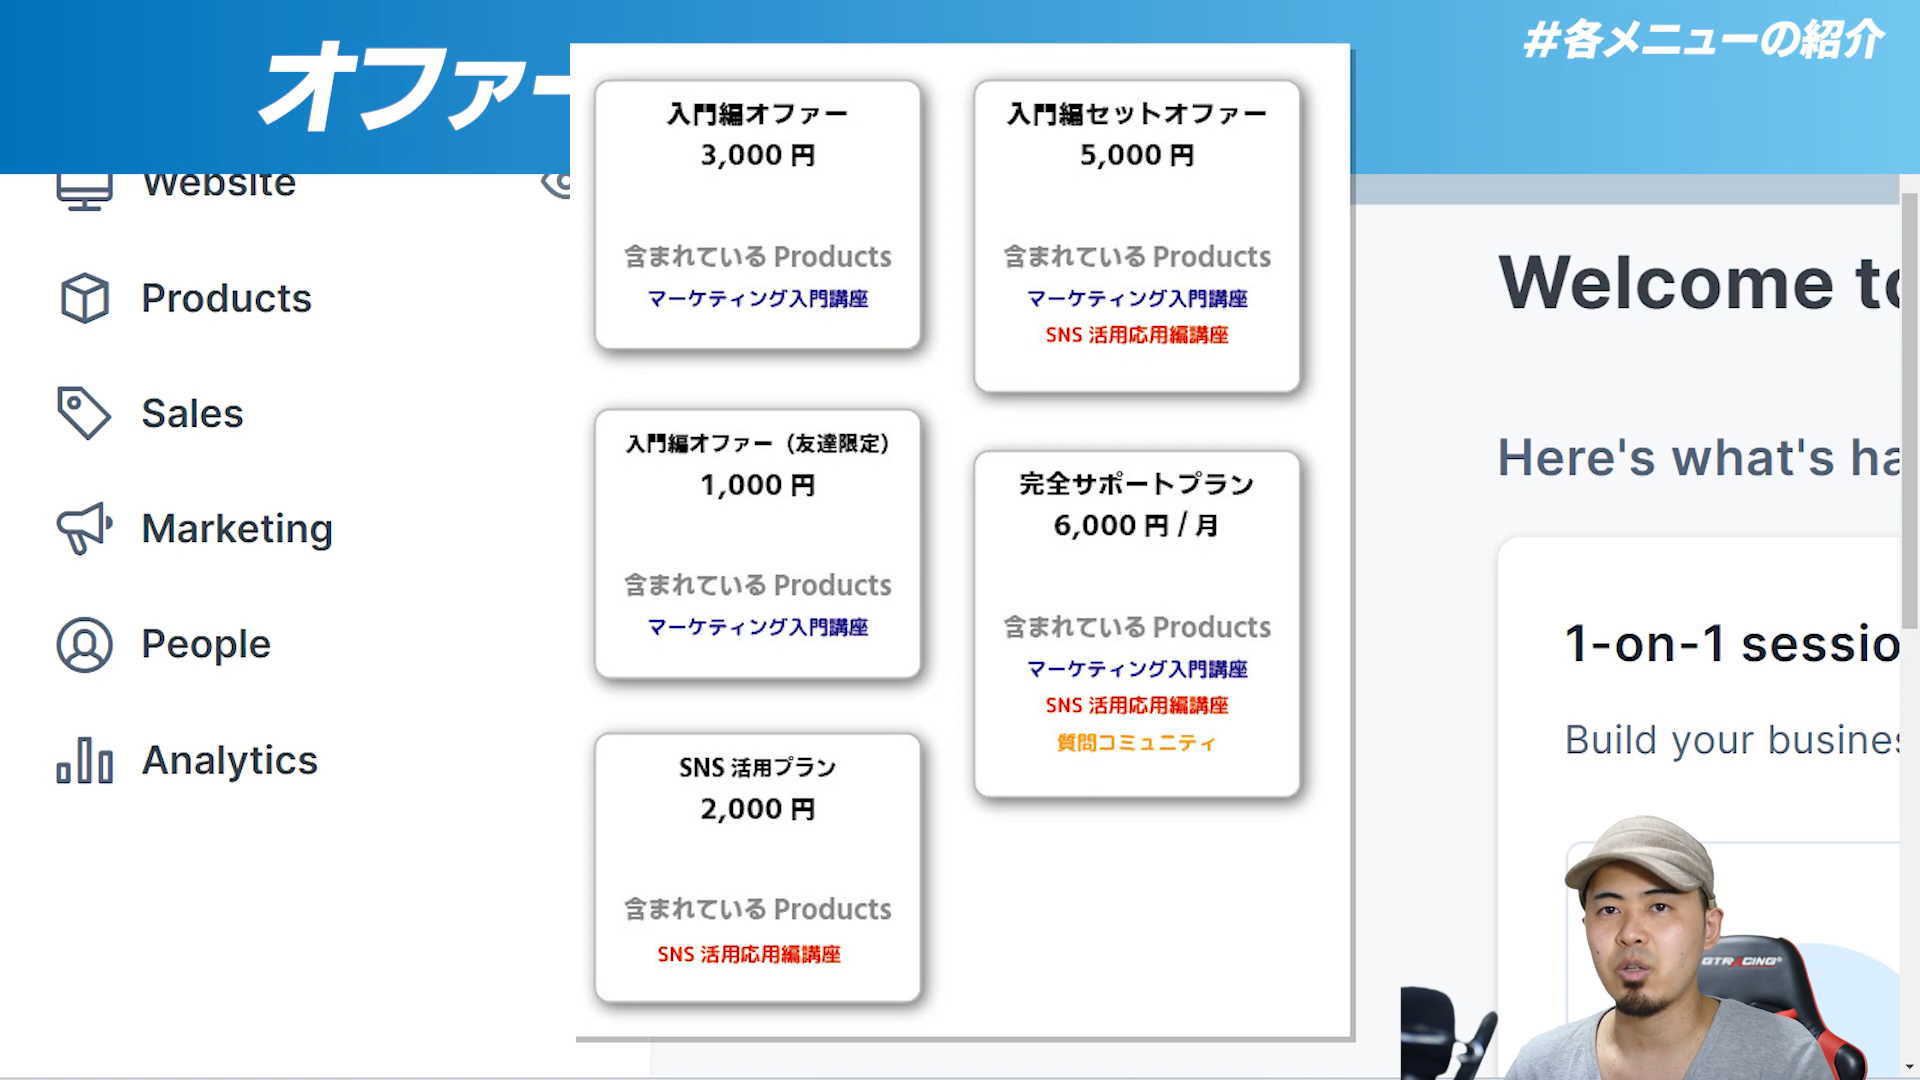 オファー
#各メニューの紹介
Website
Products
Sales
Marketing
People
Analytics
入門編オファー
3,000 円
含まれている Products
マーケティング入門講座
入門編オファー（友達限定）
1,000 円
含まれている Products
マーケティング入門講座
SNS 活用プラン
2,000 円
含まれている Products
SNS 活用応用編講座
入門編セットオファー
5,000 円
含まれている Products
マーケティング入門講座
SNS 活用応用編講座
完全サポートプラン
6,000 円 / 月
含まれている Products
マーケティング入門講座
SNS 活用応用編講座
質問コミュニティ
Welcome to
Here's what's ha
1-on-1 sessio
Build your busines
GTRACING